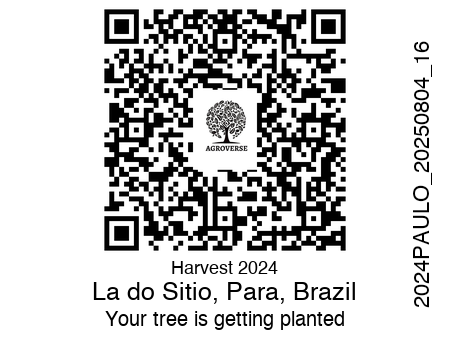 AGROVERSE
Harvest 2024
La do Sitio, Para, Brazil
Your tree is getting planted
2024PAULO_20250804_16